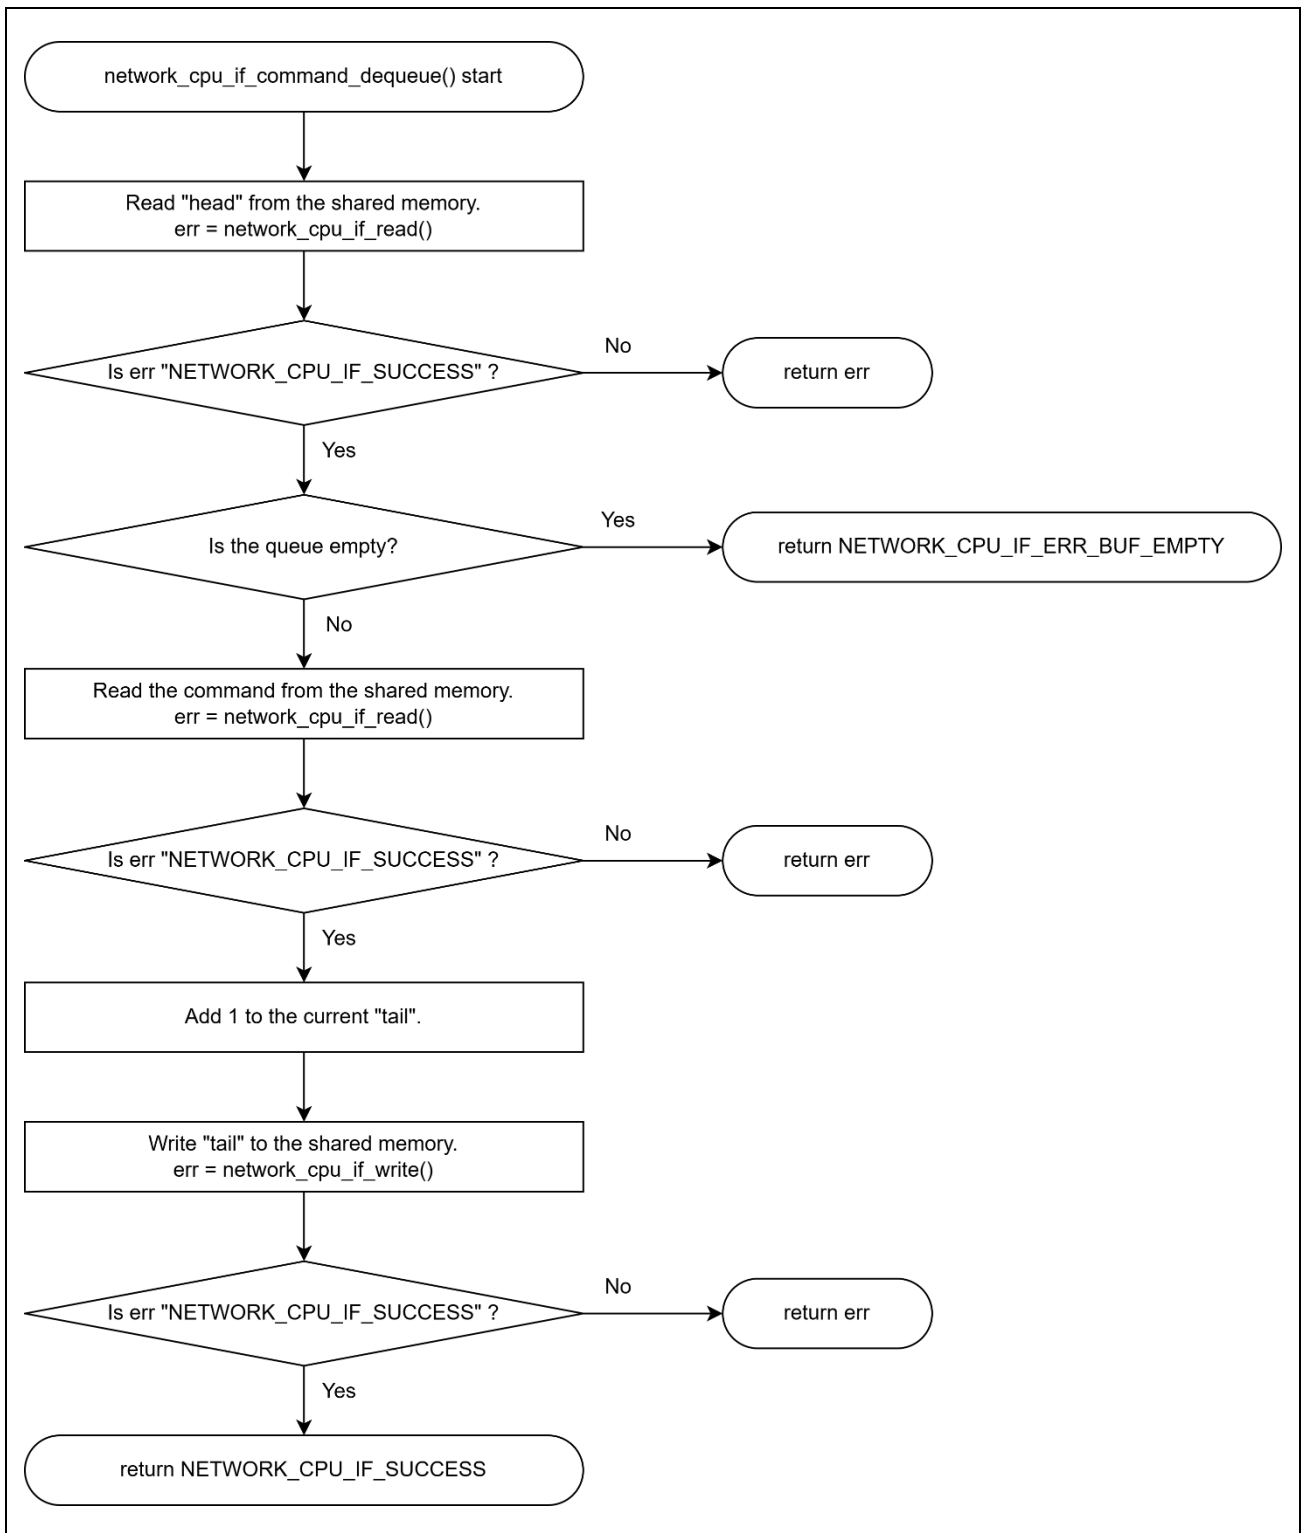 network_cpu_if_command_dequeue() start
Read "head" from the shared memory.
err = network_cpu_if_read()
Is err "NETWORK_CPU_IF_SUCCESS" ?
No
return err
Yes
Is the queue empty?
Yes
return NETWORK_CPU_IF_ERR_BUF_EMPTY
No
Read the command from the shared memory.
err = network_cpu_if_read()
Is err "NETWORK_CPU_IF_SUCCESS" ?
No
return err
Yes
Add 1 to the current "tail".
Write "tail" to the shared memory.
err = network_cpu_if_write()
Is err "NETWORK_CPU_IF_SUCCESS" ?
No
return err
Yes
return NETWORK_CPU_IF_SUCCESS